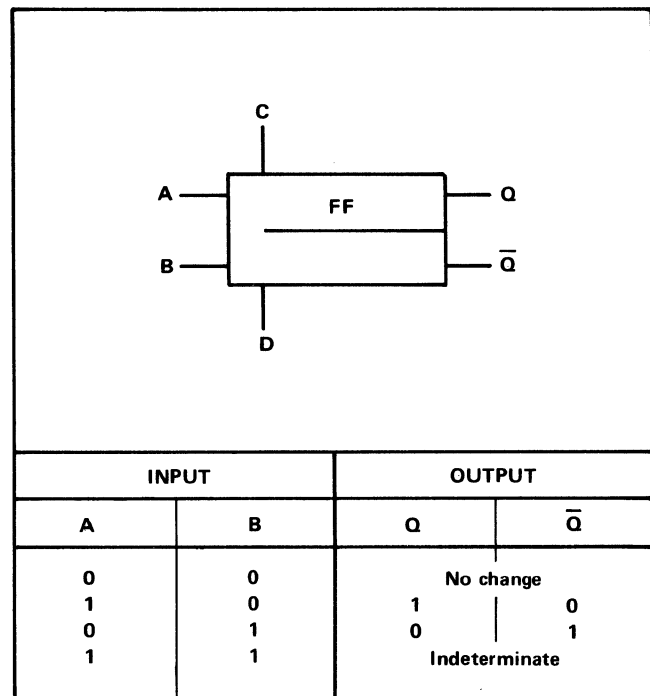 C
A FF Q
B Q̅
D
INPUT OUTPUT
A B Q Q̅
0 0 No change
1 0 1 0
0 1 0 1
1 1 Indeterminate